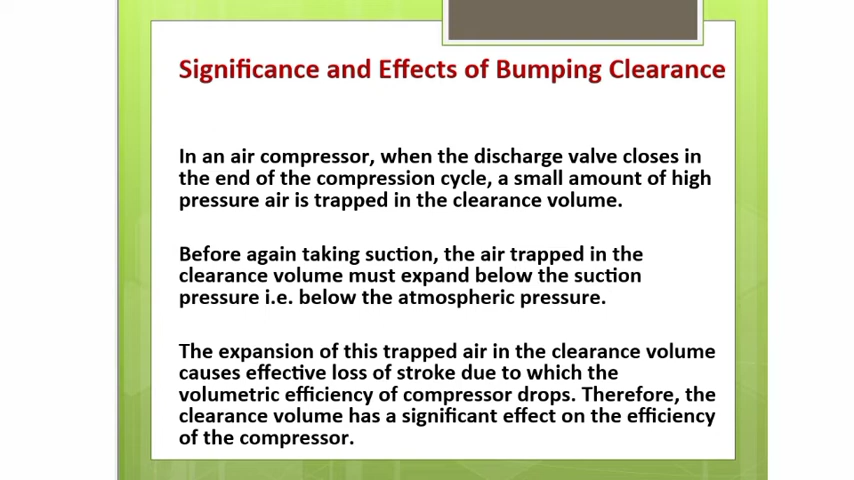 Significance and Effects of Bumping Clearance
In an air compressor, when the discharge valve closes in
the end of the compression cycle, a small amount of high
pressure air is trapped in the clearance volume.
Before again taking suction, the air trapped in the
clearance volume must expand below the suction
pressure i.e. below the atmospheric pressure.
The expansion of this trapped air in the clearance volume
causes effective loss of stroke due to which the
volumetric efficiency of compressor drops. Therefore, the
clearance volume has a significant effect on the efficiency
of the compressor.